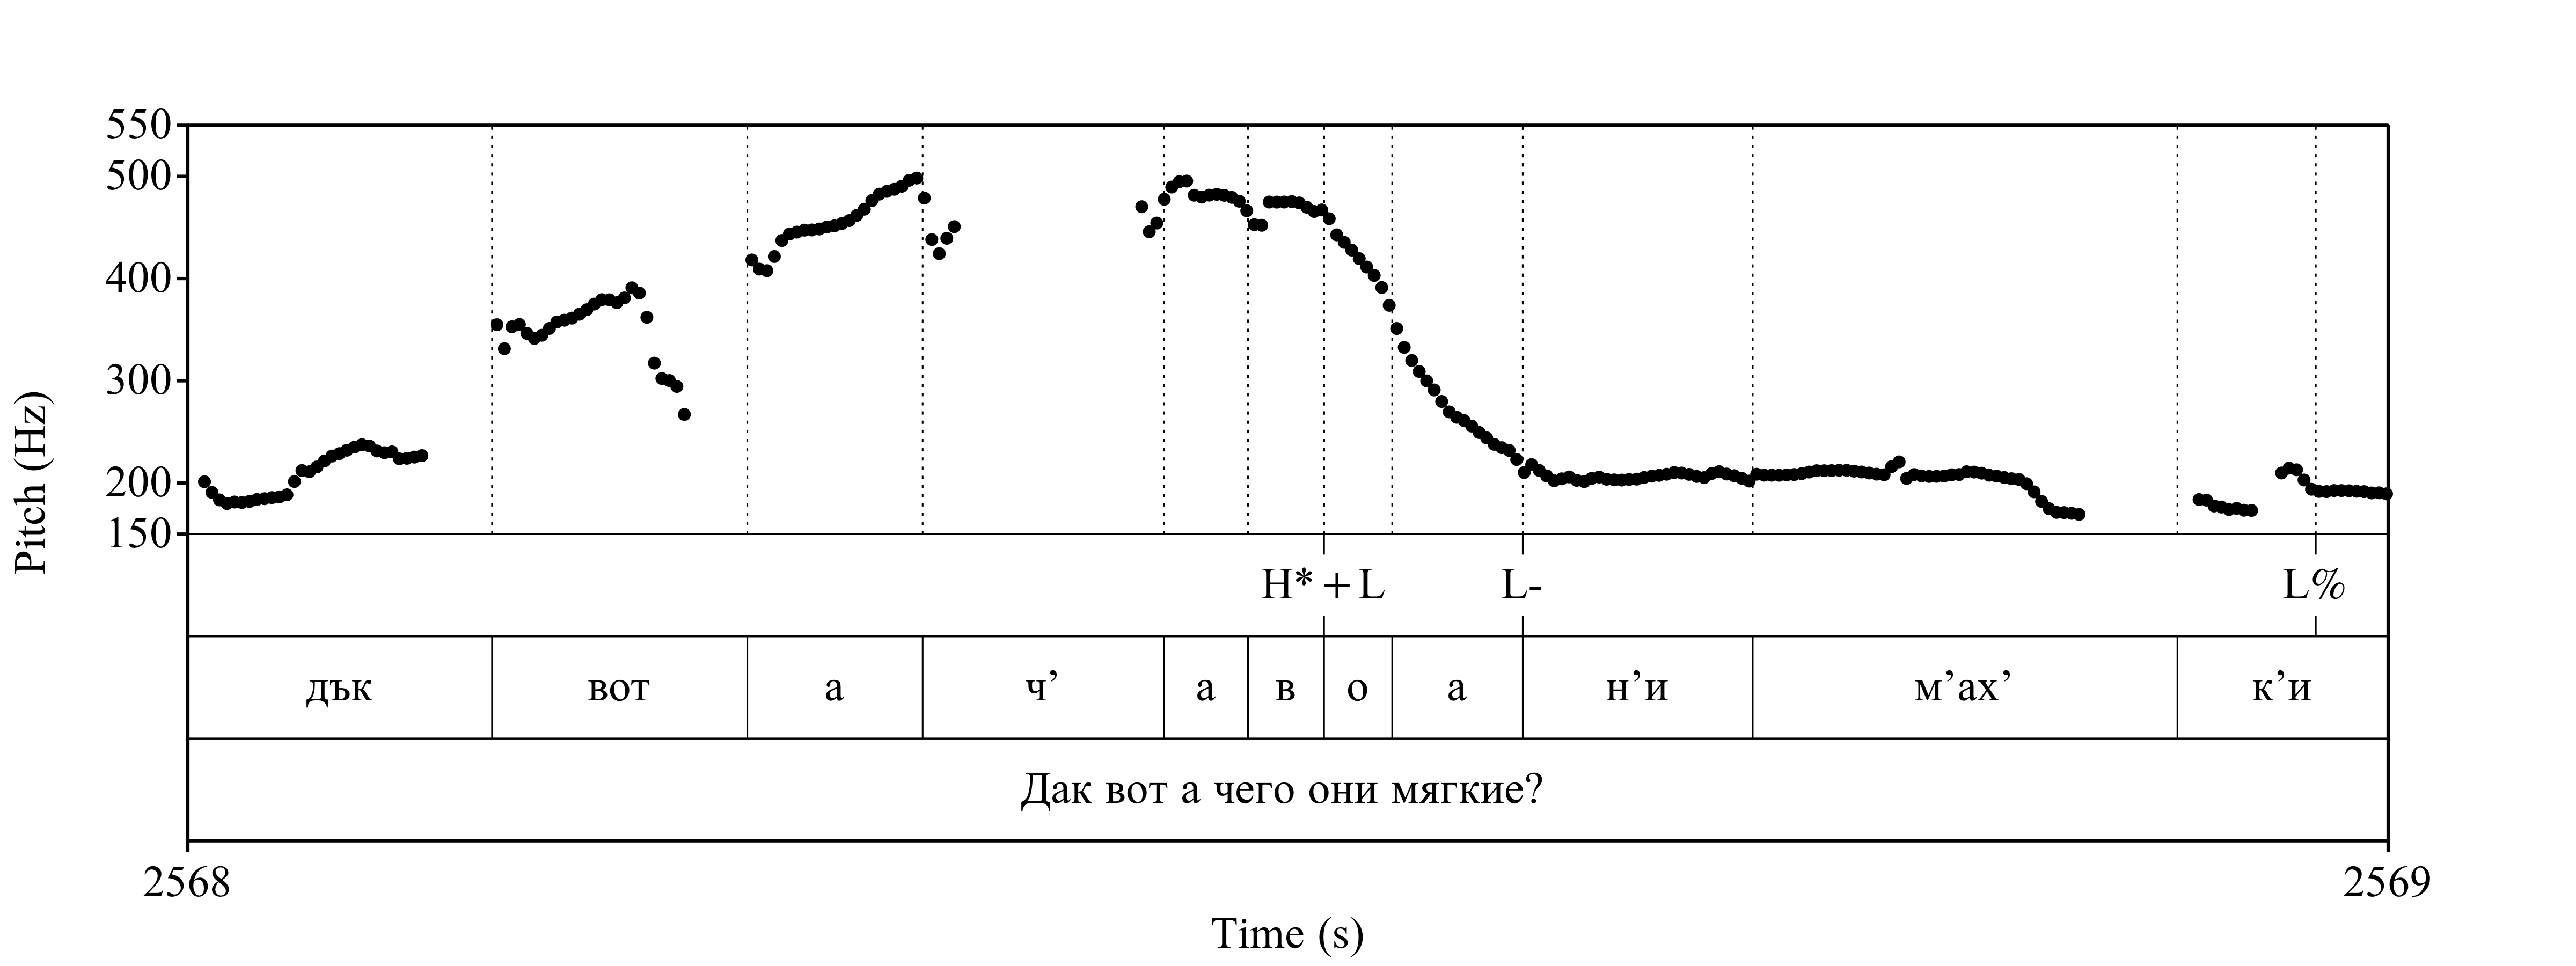 550
500
400
300
200
150
Pitch (Hz)
H* + L L- L%
дък вот а ч’ а в о а н’и м’ах’ к’и
Дак вот а чего они мягкие?
2568 2569
Time (s)